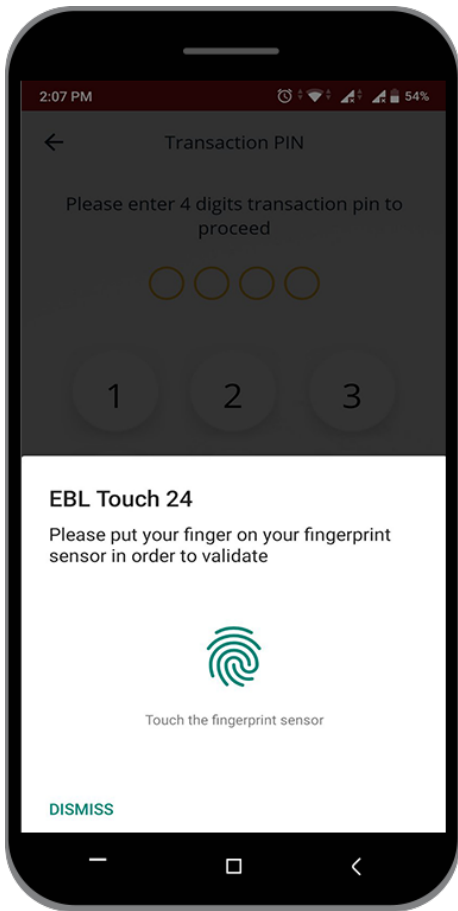 2:07 PM 54%
Transaction PIN
Please enter 4 digits transaction pin to
proceed
1 2 3
EBL Touch 24
Please put your finger on your fingerprint
sensor in order to validate
Touch the fingerprint sensor
DISMISS